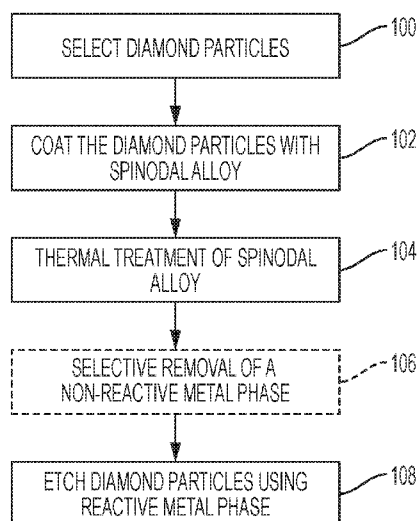 SELECT DIAMOND PARTICLES
100
COAT THE DIAMOND PARTICLES WITH
SPINODAL ALLOY
102
THERMAL TREATMENT OF SPINODAL
ALLOY
104
SELECTIVE REMOVAL OF A
NON-REACTIVE METAL PHASE
106
ETCH DIAMOND PARTICLES USING
REACTIVE METAL PHASE
108